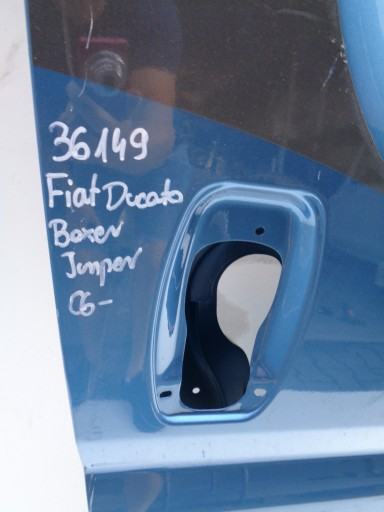 36149
Fiat Ducato
Boxer
Jumper
06-